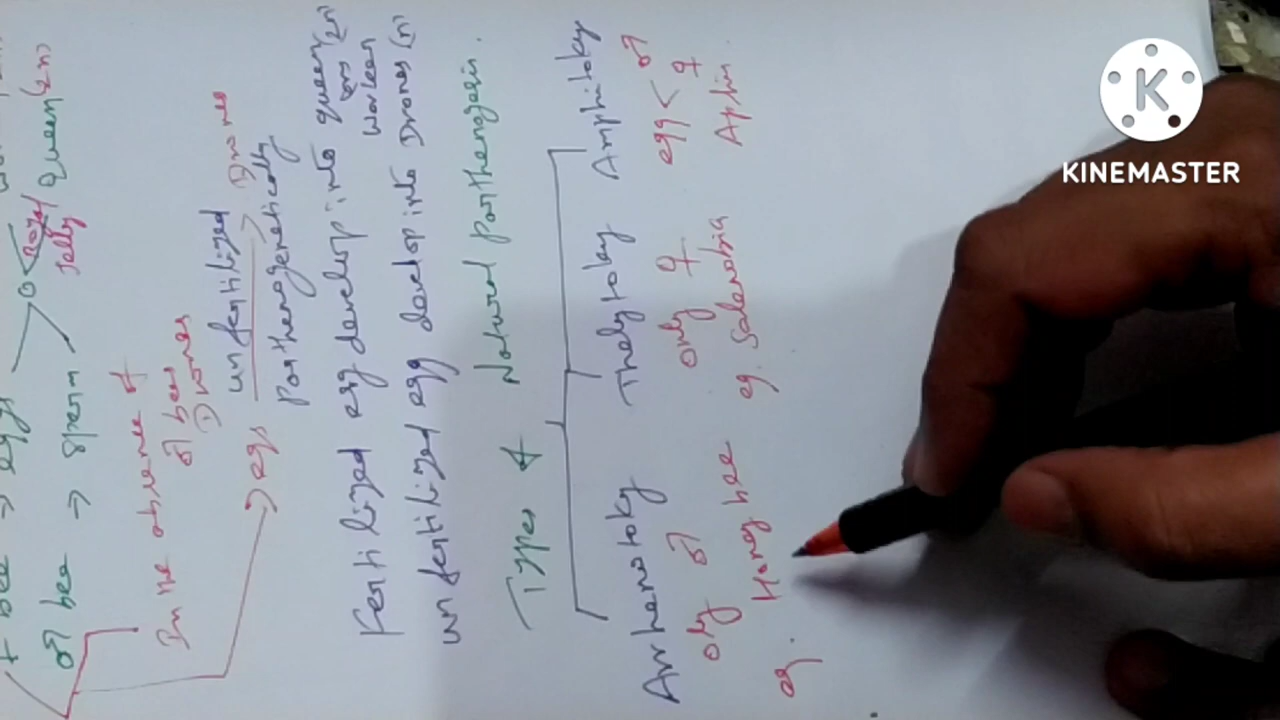 ♀ bee → eggs
Royal
Jelly
Queen (2n)
♂ bee → sperm
In the absence of
♂ bees
Drones
→ eggs
unfertilized → Drones
Parthenogenetically
Fertilized egg develop into queen (2n)
ors
worker
unfertilized egg develop into Drones (n)
Types of Natural parthengesis.
Arrhenotoky Thelytoky Amphitoky
Only ♂ only ♀ egg < ♂ ♀
eg. Honey bee eg. Solenobia Aphis.
KINEMASTER